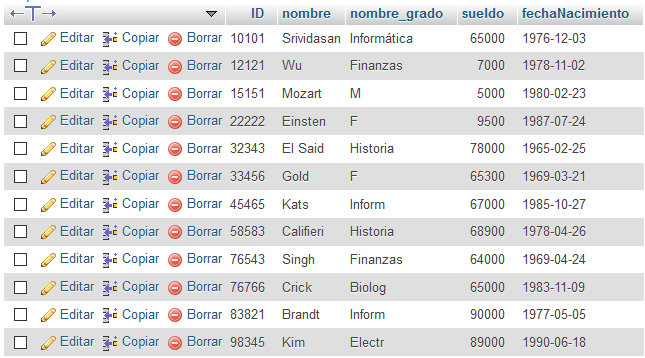 ID nombre nombre_grado sueldo fechaNacimiento
Editar Copiar Borrar 10101 Srividasan Informática 65000 1976-12-03
Editar Copiar Borrar 12121 Wu Finanzas 7000 1978-11-02
Editar Copiar Borrar 15151 Mozart M 5000 1980-02-23
Editar Copiar Borrar 22222 Einsten F 9500 1987-07-24
Editar Copiar Borrar 32343 El Said Historia 78000 1965-02-25
Editar Copiar Borrar 33456 Gold F 65300 1969-03-21
Editar Copiar Borrar 45465 Kats Inform 67000 1985-10-27
Editar Copiar Borrar 58583 Califieri Historia 68900 1978-04-26
Editar Copiar Borrar 76543 Singh Finanzas 64000 1969-04-24
Editar Copiar Borrar 76766 Crick Biolog 65000 1983-11-09
Editar Copiar Borrar 83821 Brandt Inform 90000 1977-05-05
Editar Copiar Borrar 98345 Kim Electr 89000 1990-06-18